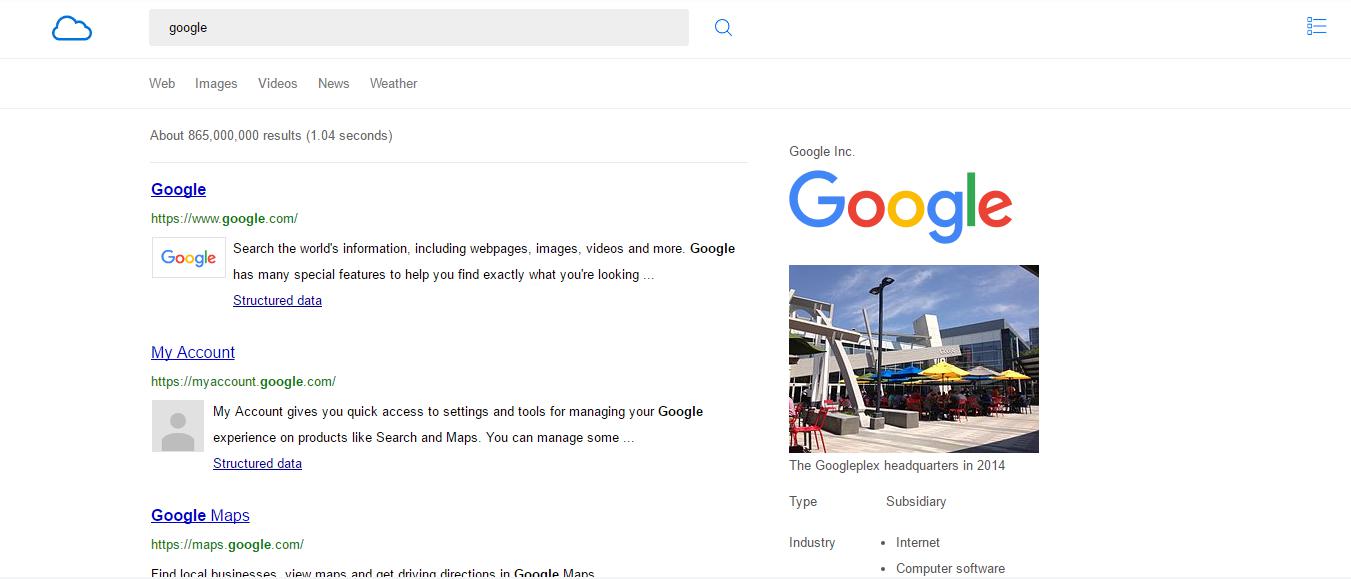 google
Web Images Videos News Weather
About 865,000,000 results (1.04 seconds)
Google
https://www.google.com/
Google
Search the world's information, including webpages, images, videos and more. Google
has many special features to help you find exactly what you're looking ...
Structured data
My Account
https://myaccount.google.com/
My Account gives you quick access to settings and tools for managing your Google
experience on products like Search and Maps. You can manage some ...
Structured data
Google Maps
https://maps.google.com/
Find local businesses, view maps and get driving directions in Google Maps.
Google Inc.
Google
The Googleplex headquarters in 2014
Type Subsidiary
Industry • Internet
• Computer software